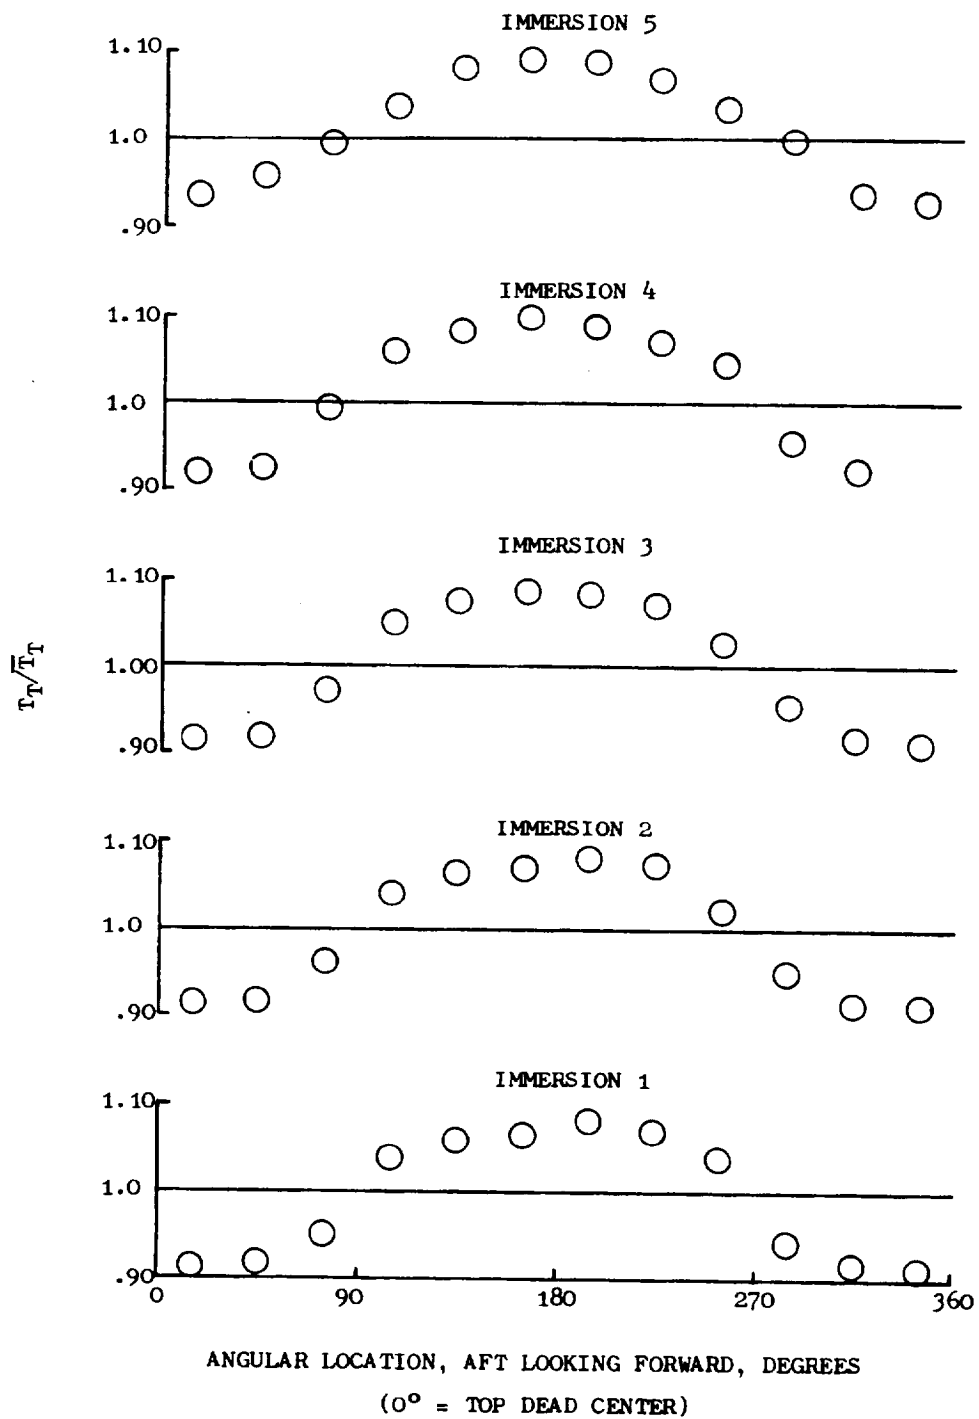 IMMERSION 5
1.10
1.0
.90
IMMERSION 4
1.10
1.0
.90
IMMERSION 3
1.10
1.00
.90
T_T/T̅_T
IMMERSION 2
1.10
1.0
.90
IMMERSION 1
1.10
1.0
.90
0 90 180 270 360
ANGULAR LOCATION, AFT LOOKING FORWARD, DEGREES
(0° = TOP DEAD CENTER)